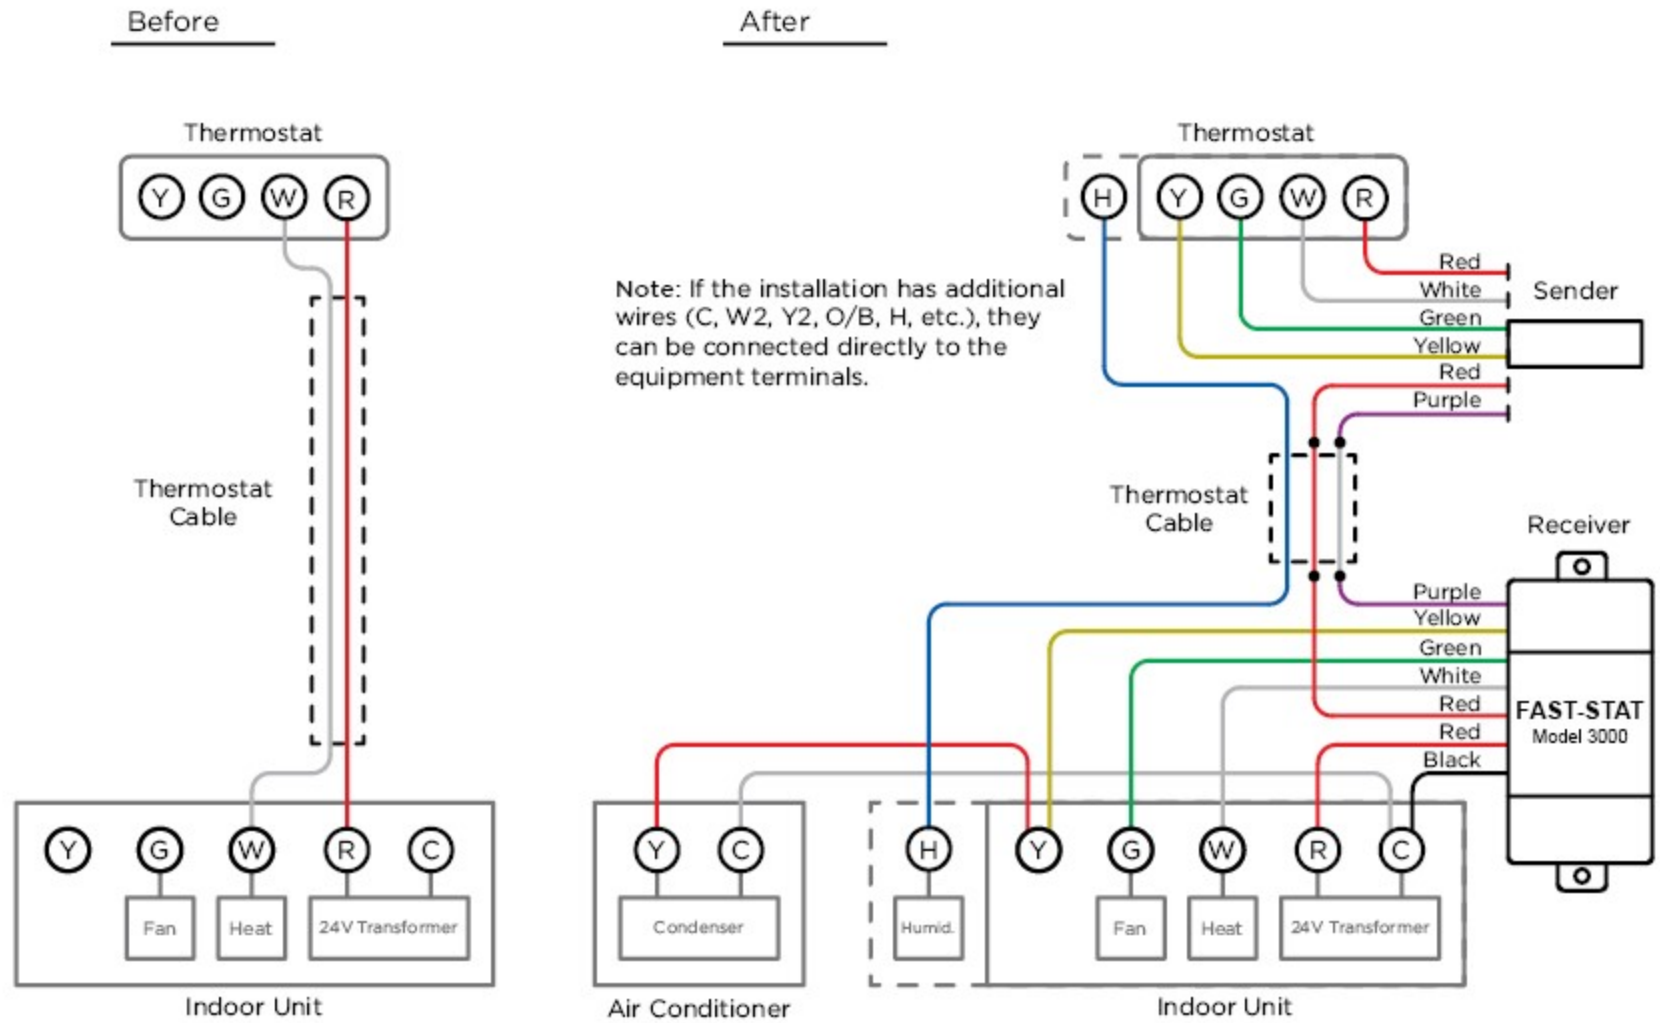 Before
After
Thermostat
Y G W R
Thermostat
Cable
Y G W R C
Fan
Heat
24V Transformer
Indoor Unit
Thermostat
H Y G W R
Note: If the installation has additional
wires (C, W2, Y2, O/B, H, etc.), they
can be connected directly to the
equipment terminals.
Red
White
Green
Yellow
Red
Purple
Sender
Thermostat
Cable
Receiver
Purple
Yellow
Green
White
Red
Red
Black
FAST-STAT
Model 3000
Y C
Condenser
Air Conditioner
H Y G W R C
Humid.
Fan
Heat
24V Transformer
Indoor Unit